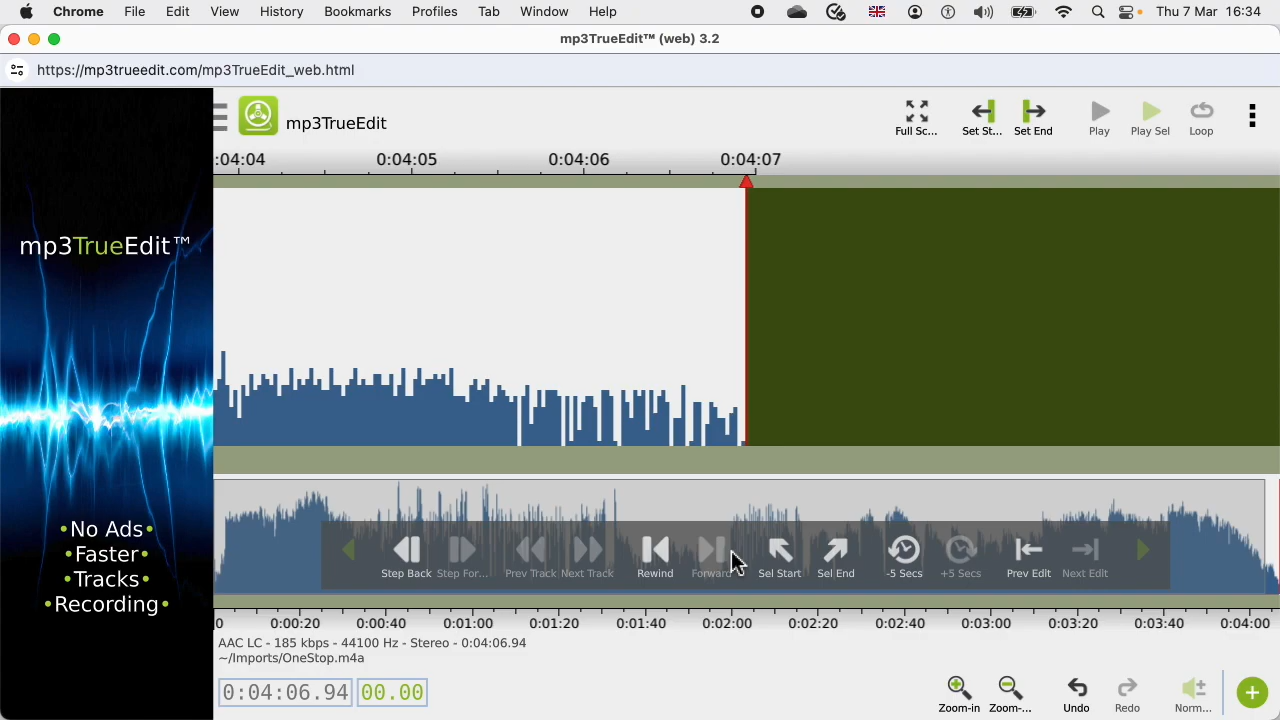 Chrome File Edit View History Bookmarks Profiles Tab Window Help Thu 7 Mar 16:34
mp3TrueEdit™ (web) 3.2
https://mp3trueedit.com/mp3TrueEdit_web.html
mp3TrueEdit
Full Sc... Set St... Set End Play Play Sel Loop
:04:04 0:04:05 0:04:06 0:04:07
mp3TrueEdit™
•No Ads•
•Faster•
•Tracks•
•Recording•
Step Back Step For... Prev Track Next Track Rewind Forward Sel Start Sel End -5 Secs +5 Secs Prev Edit Next Edit
0 0:00:20 0:00:40 0:01:00 0:01:20 0:01:40 0:02:00 0:02:20 0:02:40 0:03:00 0:03:20 0:03:40 0:04:00
AAC LC - 185 kbps - 44100 Hz - Stereo - 0:04:06.94
~/Imports/OneStop.m4a
0:04:06.94 00.00
Zoom-in Zoom-... Undo Redo Norm...